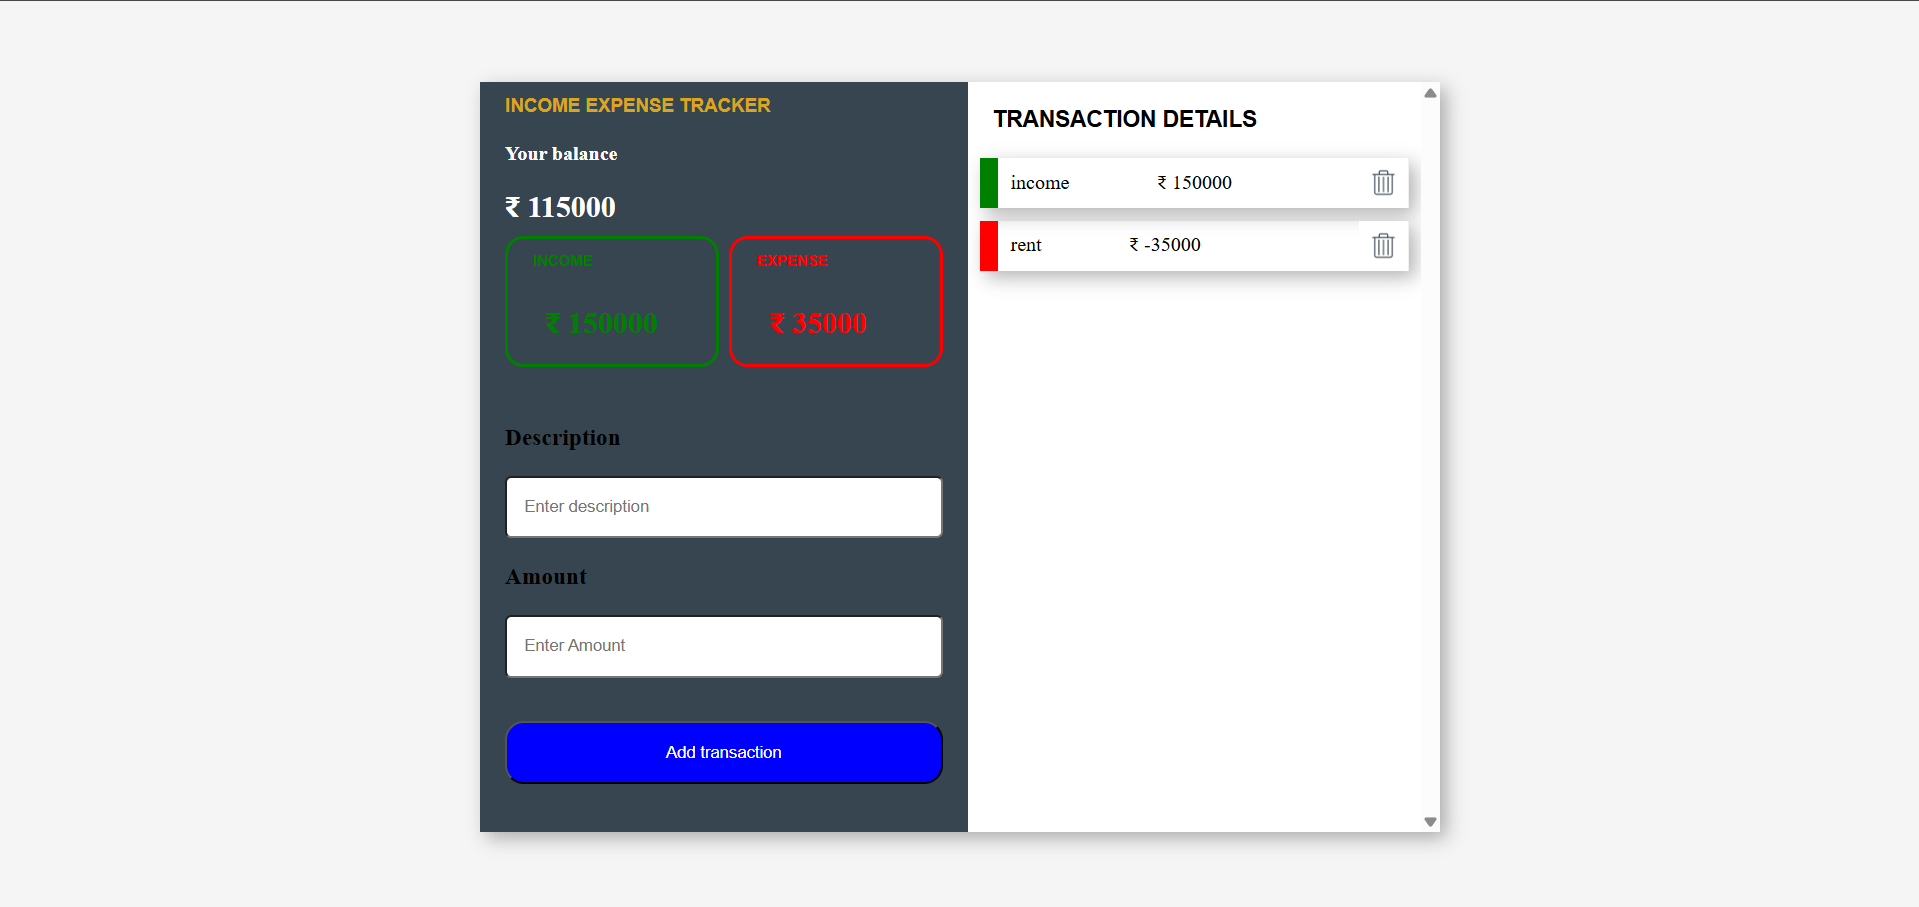 INCOME EXPENSE TRACKER
Your balance
₹ 115000
INCOME
₹ 150000
EXPENSE
₹ 35000
Description
Enter description
Amount
Enter Amount
Add transaction
TRANSACTION DETAILS
income ₹ 150000
rent ₹ -35000